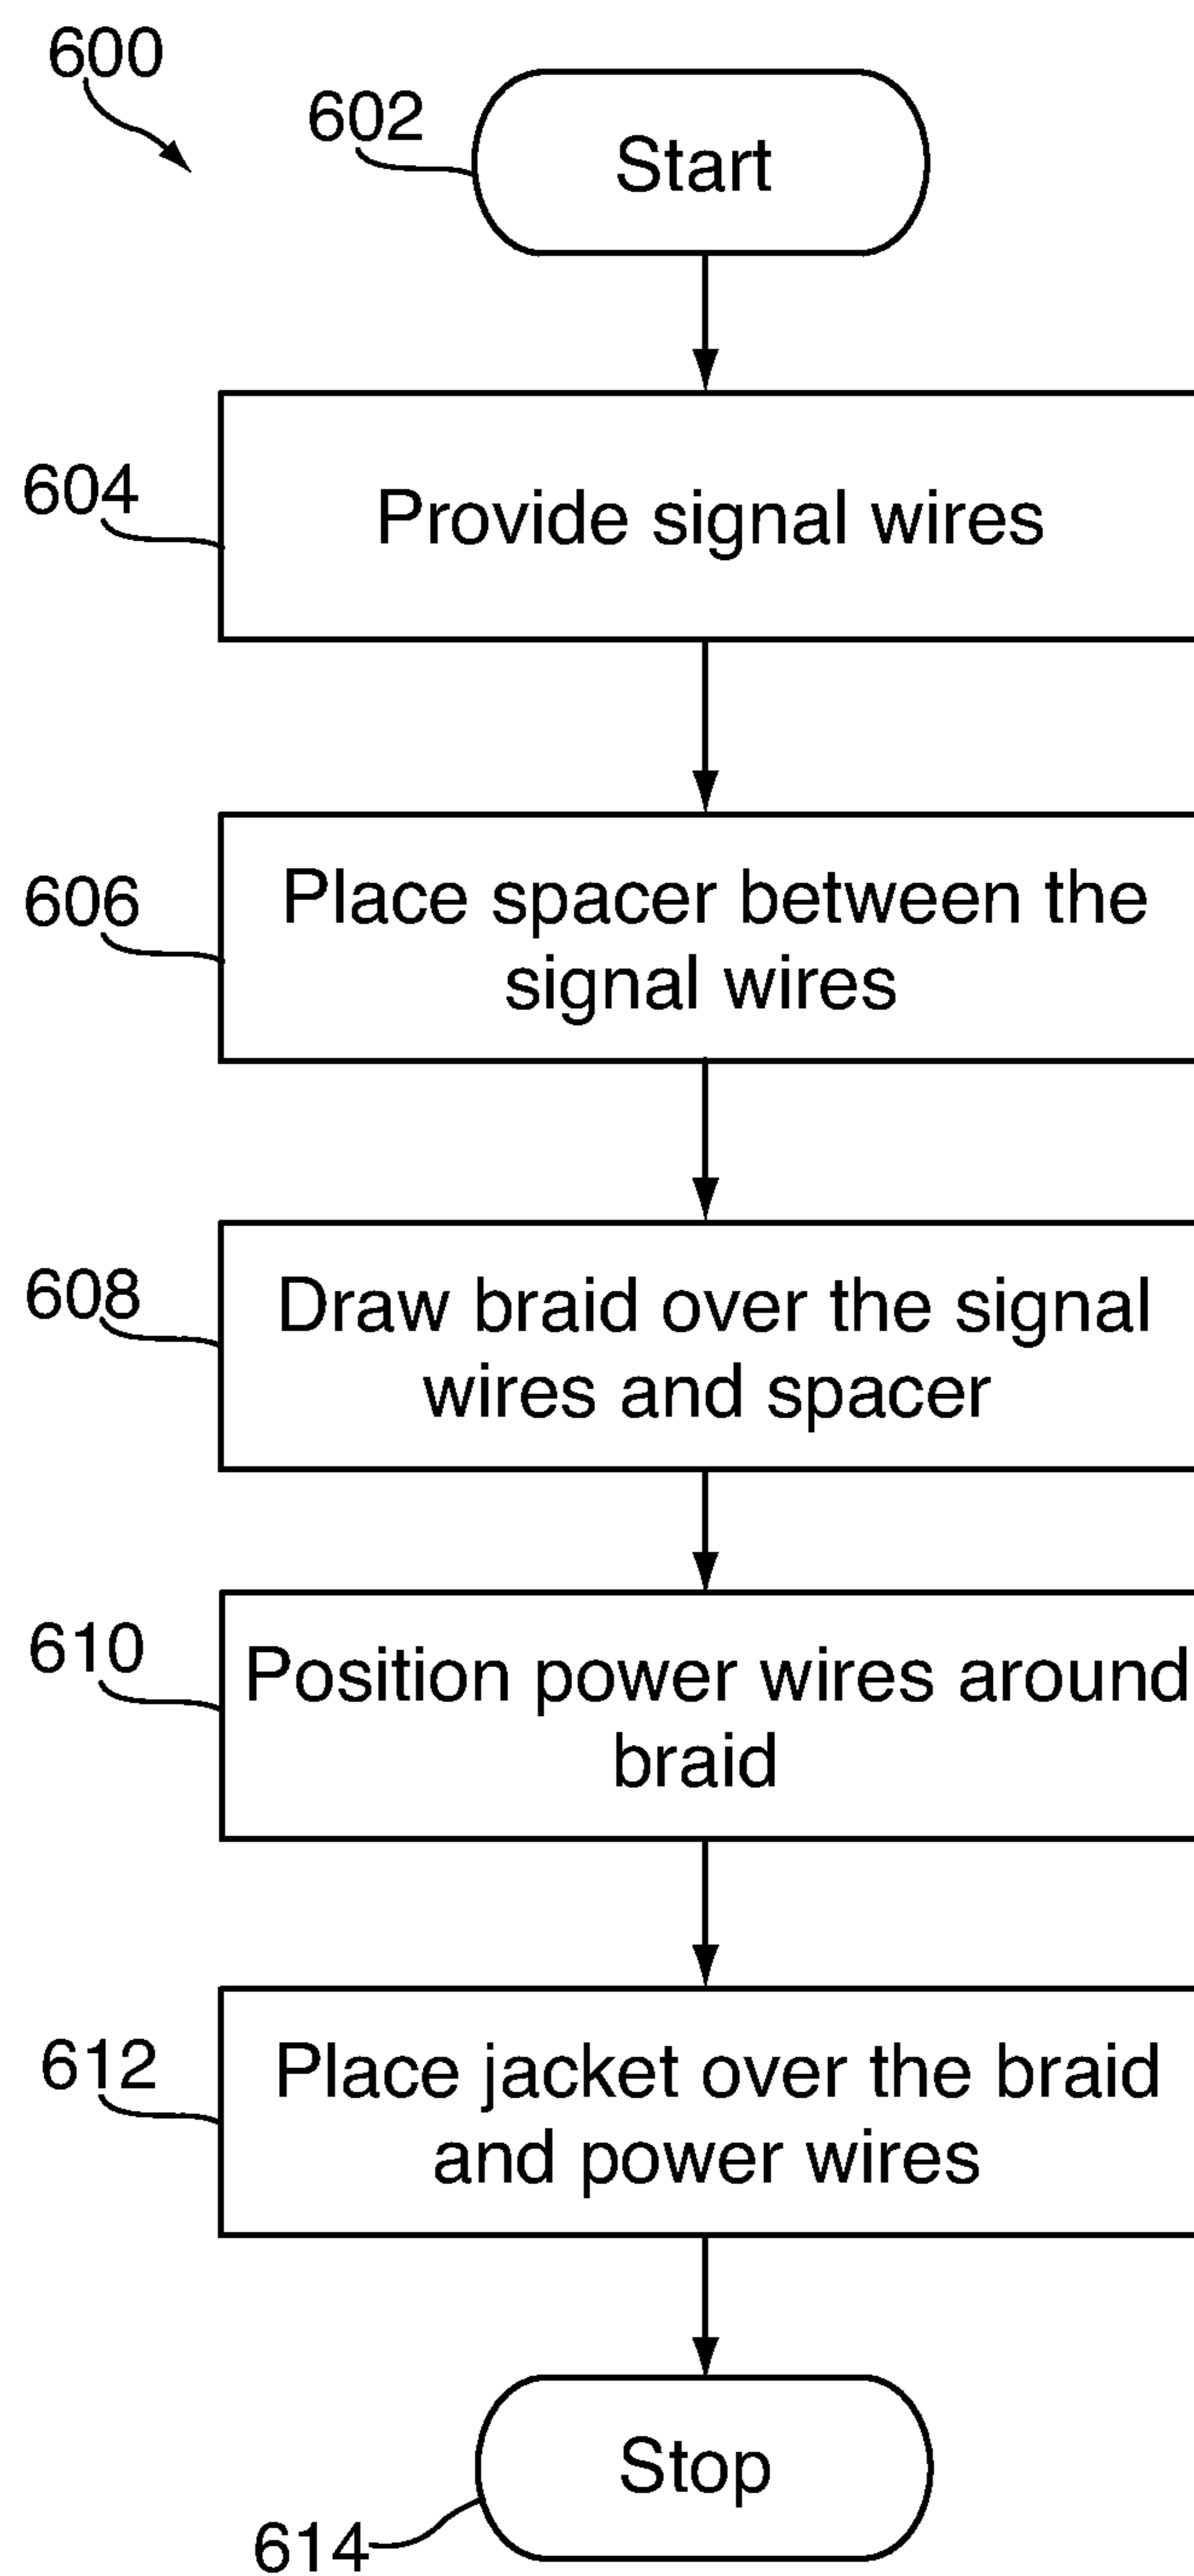 600
602
Start
604
Provide signal wires
606
Place spacer between the
signal wires
608
Draw braid over the signal
wires and spacer
610
Position power wires around
braid
612
Place jacket over the braid
and power wires
Stop
614